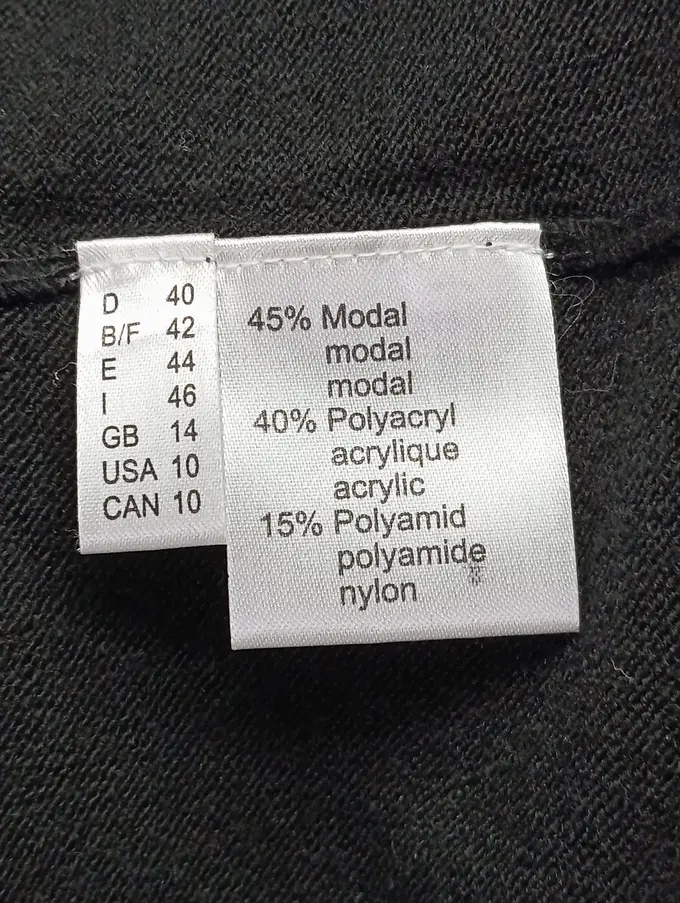 D 40
B/F 42
E 44
I 46
GB 14
USA 10
CAN 10
45% Modal
modal
modal
40% Polyacryl
acrylique
acrylic
15% Polyamid
polyamide
nylon